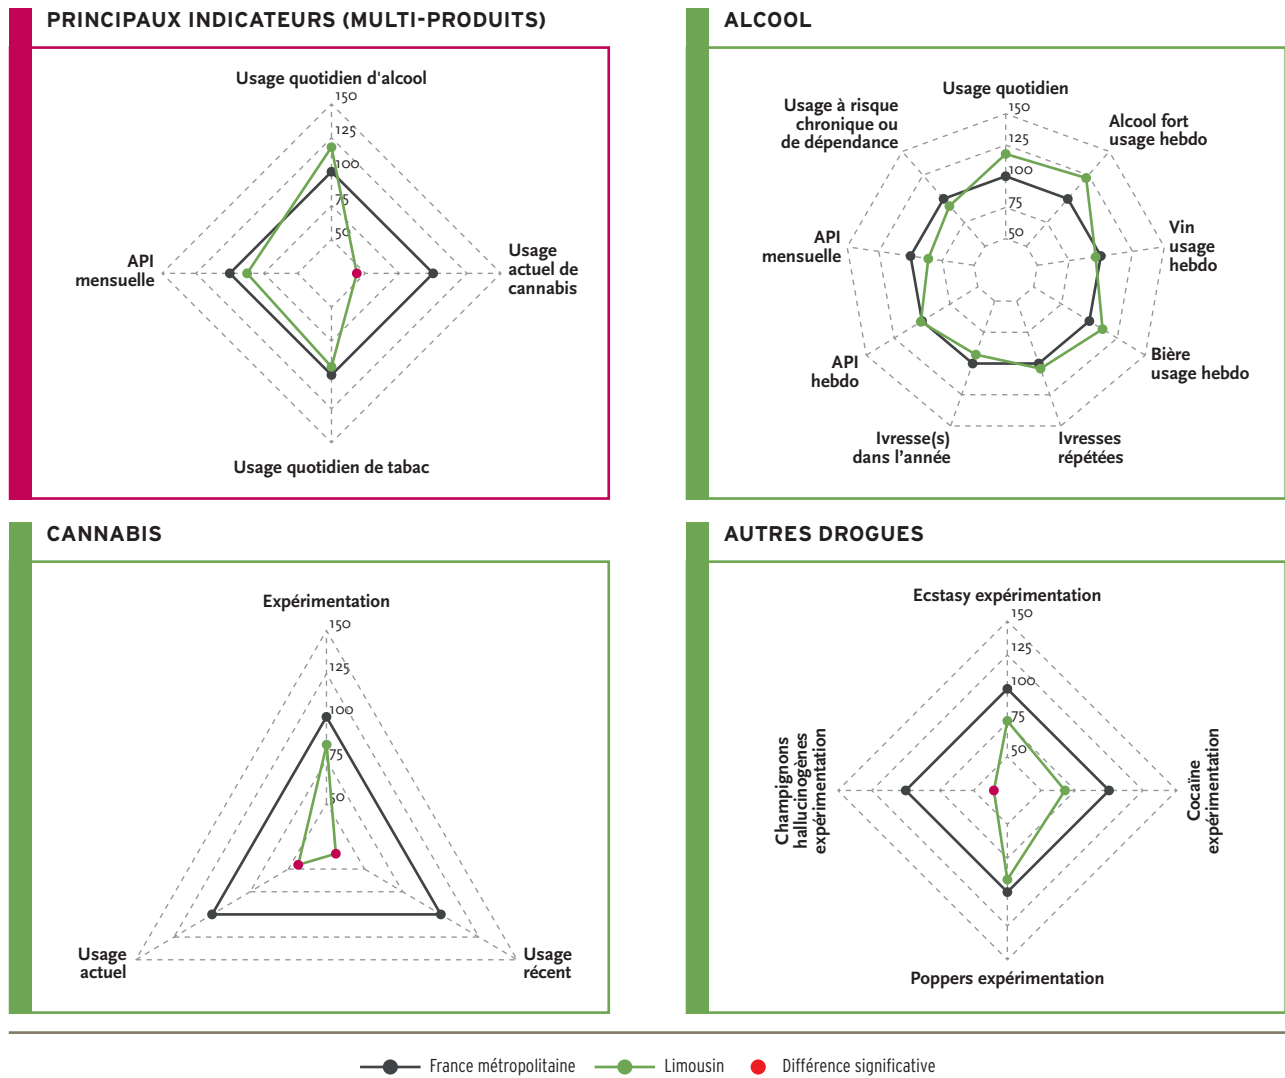 PRINCIPAUX INDICATEURS (MULTI-PRODUITS)
Usage quotidien d'alcool
150
125
100
75
50
Usage
actuel de
cannabis
API
mensuelle
Usage quotidien de tabac
ALCOOL
Usage quotidien
150
125
100
75
50
Usage à risque
chronique ou
de dépendance
Alcool fort
usage hebdo
Vin
usage
hebdo
API
mensuelle
Bière
usage hebdo
API
hebdo
Ivresse(s)
dans l'année
Ivresses
répétées
CANNABIS
Expérimentation
150
125
100
75
50
Usage
actuel
Usage
récent
AUTRES DROGUES
Ecstasy expérimentation
150
125
100
75
50
Champignons
hallucinogènes
expérimentation
Cocaïne
expérimentation
Poppers expérimentation
France métropolitaine
Limousin
Différence significative